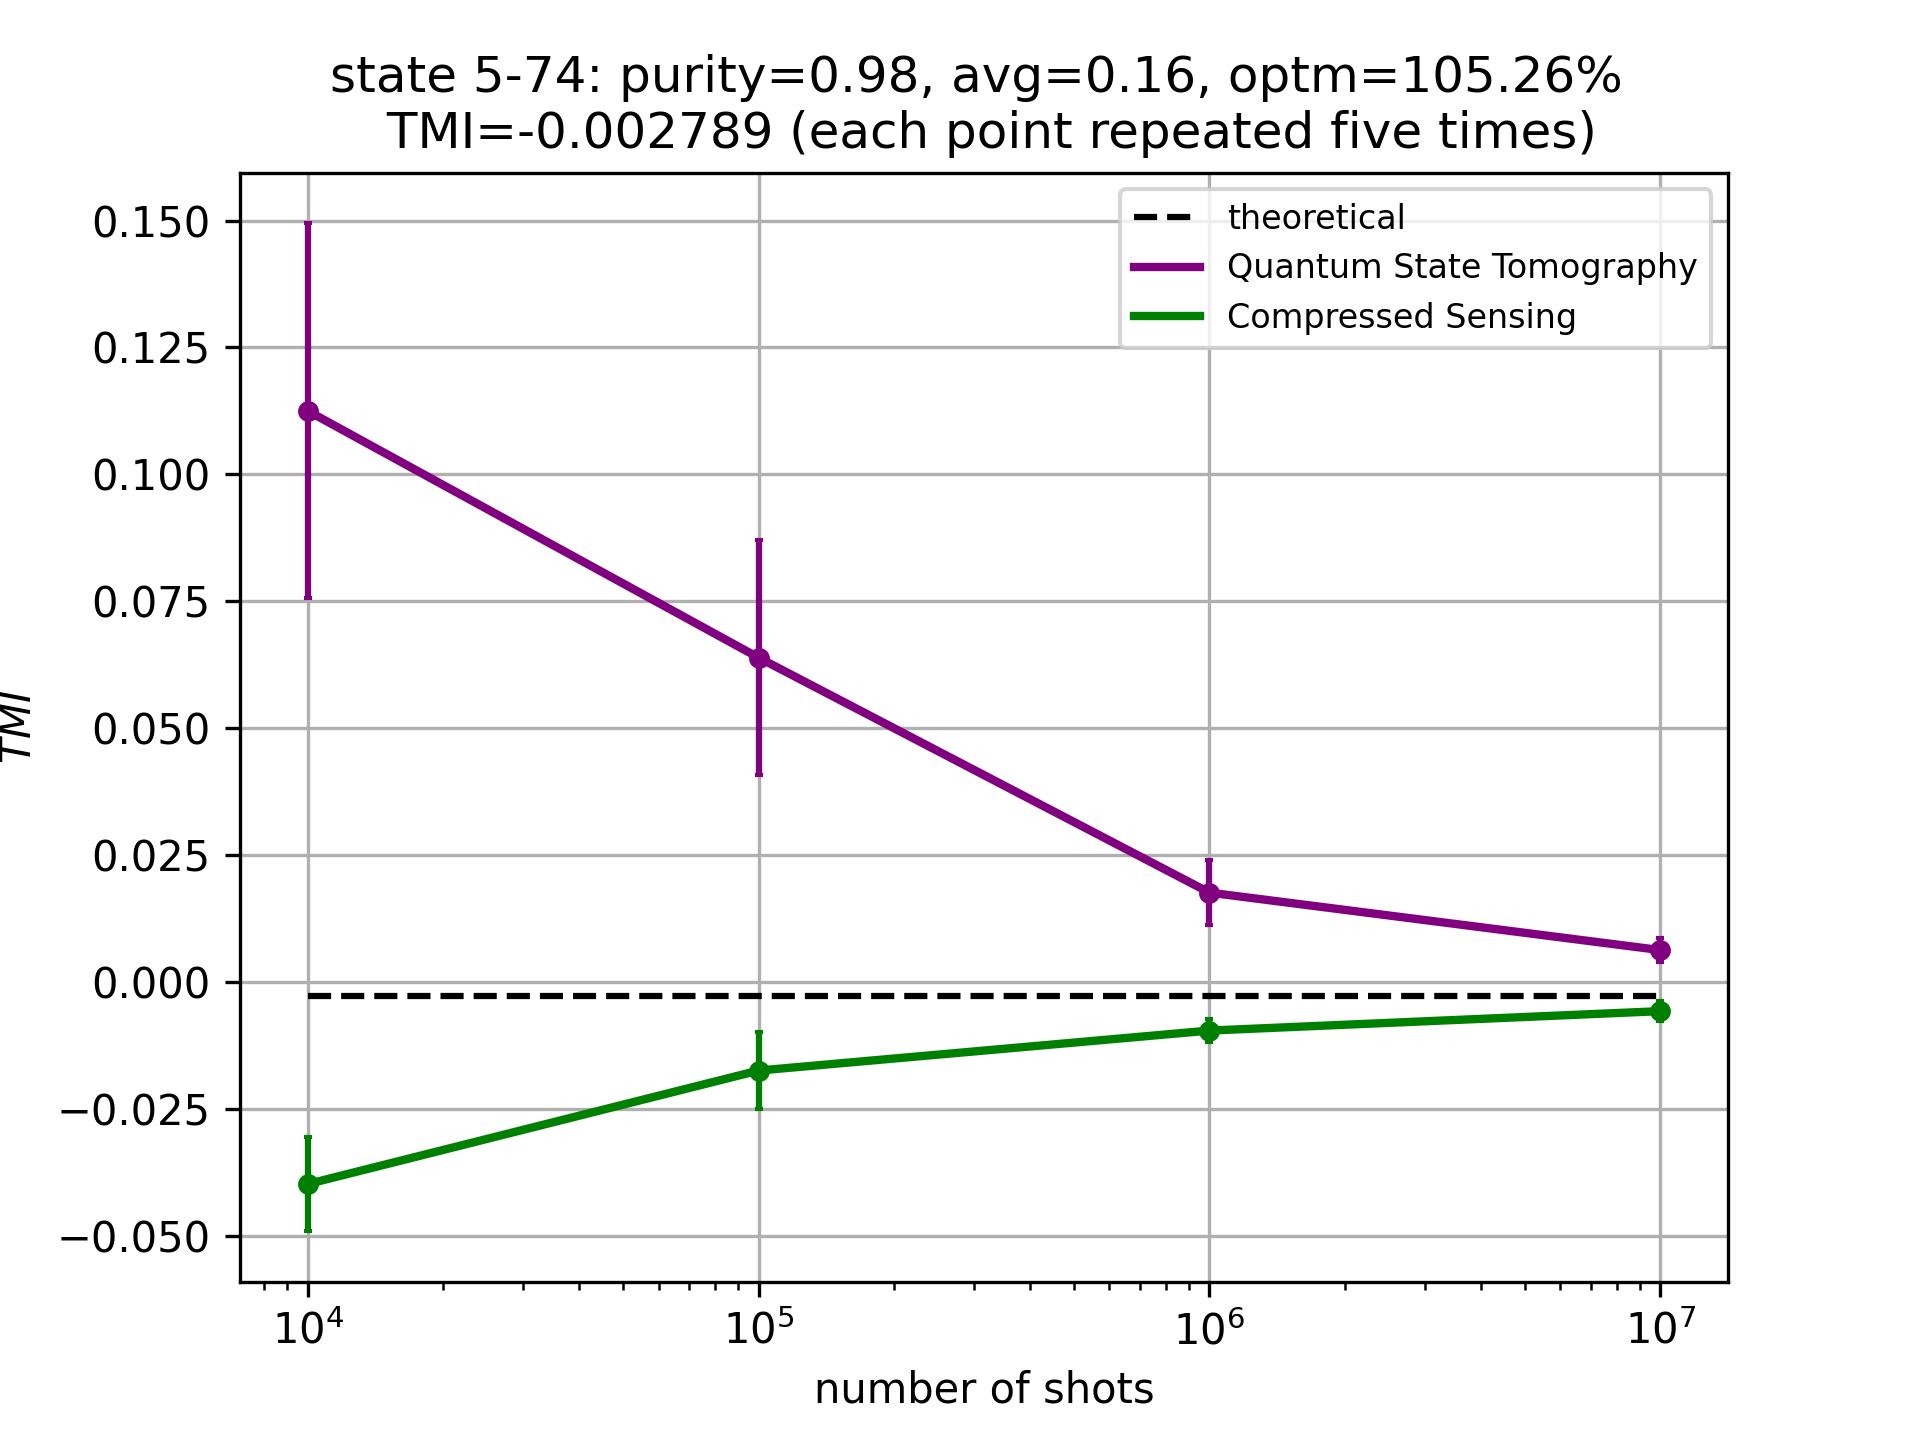 state 5-74: purity=0.98, avg=0.16, optm=105.26%
TMI=-0.002789 (each point repeated five times)
theoretical
Quantum State Tomography
Compressed Sensing
0.150
0.125
0.100
0.075
0.050
0.025
0.000
−0.025
−0.050
TMI
10⁴ 10⁵ 10⁶ 10⁷
number of shots